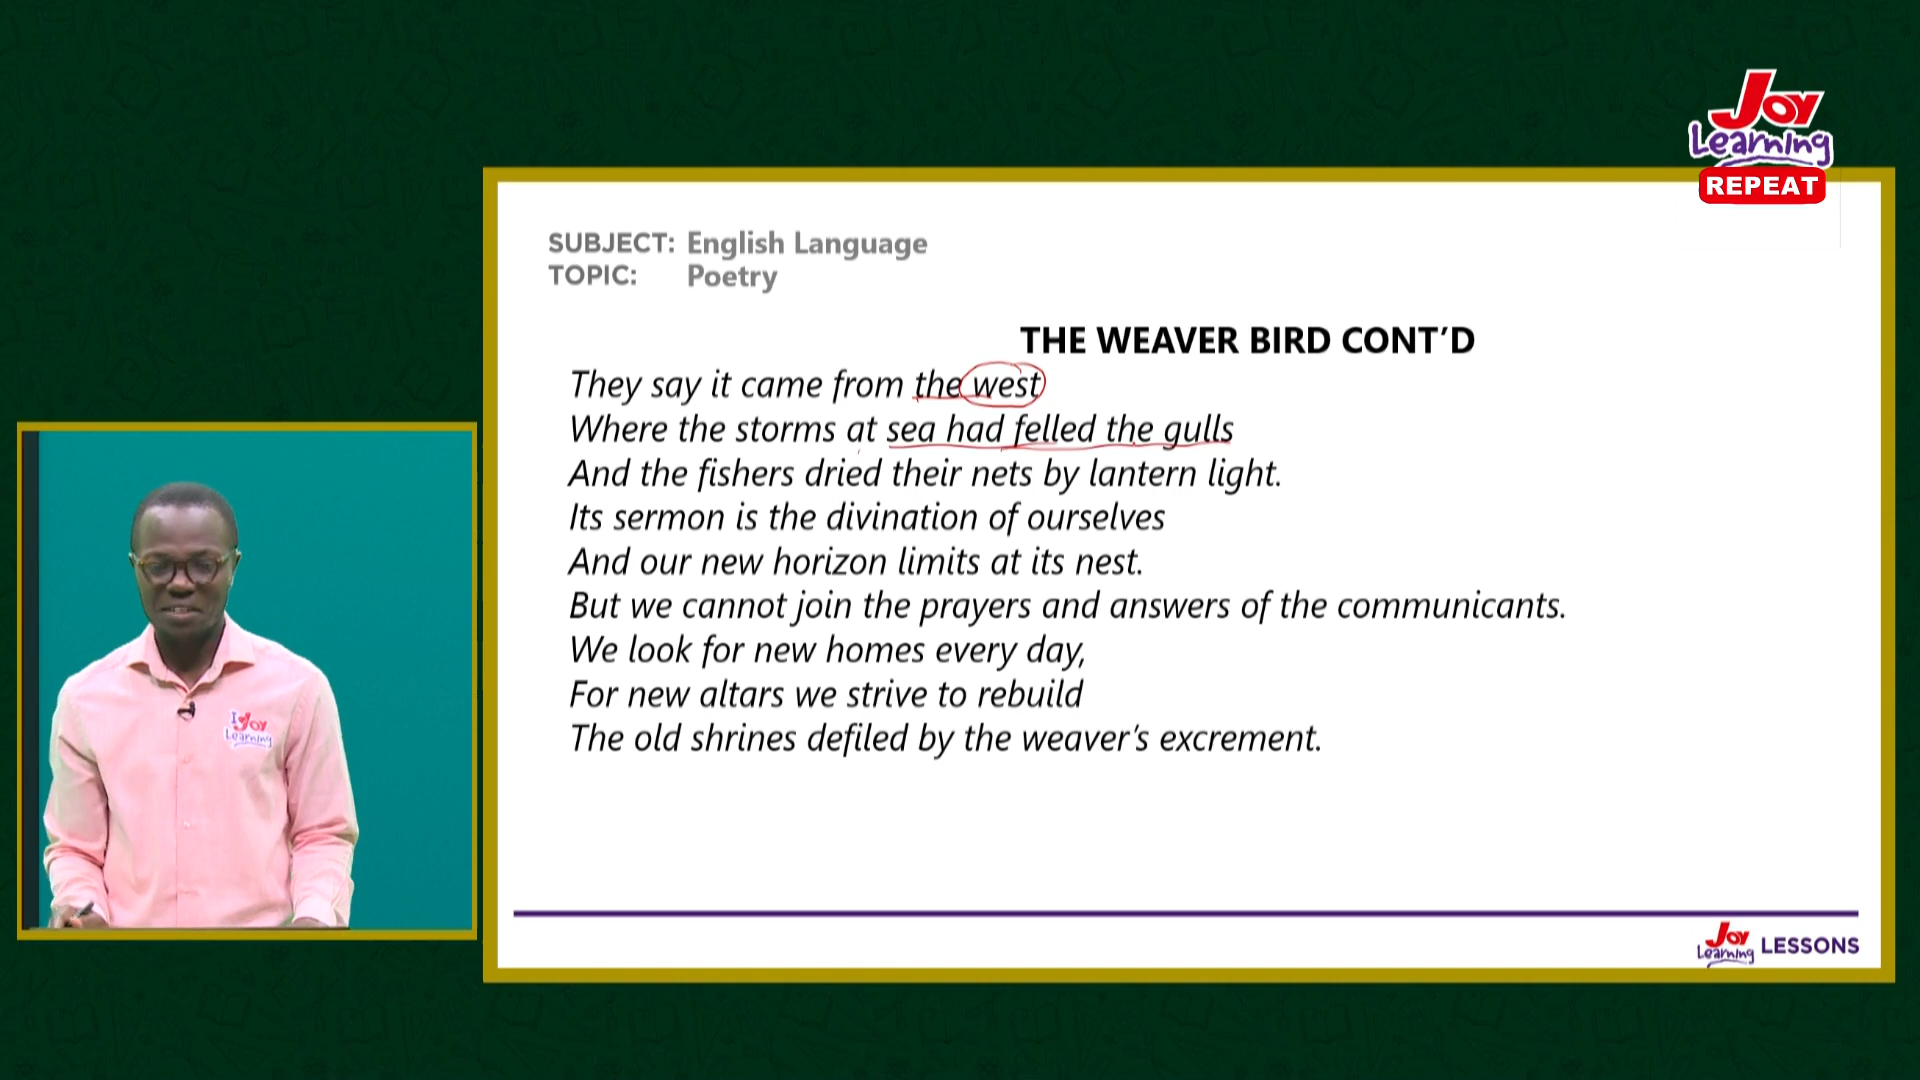 Joy
Learning
REPEAT
SUBJECT: English Language
TOPIC: Poetry
THE WEAVER BIRD CONT’D
They say it came from the west
Where the storms at sea had felled the gulls
And the fishers dried their nets by lantern light.
Its sermon is the divination of ourselves
And our new horizon limits at its nest.
But we cannot join the prayers and answers of the communicants.
We look for new homes every day,
For new altars we strive to rebuild
The old shrines defiled by the weaver’s excrement.
I Joy
Learning
Joy
Learning LESSONS